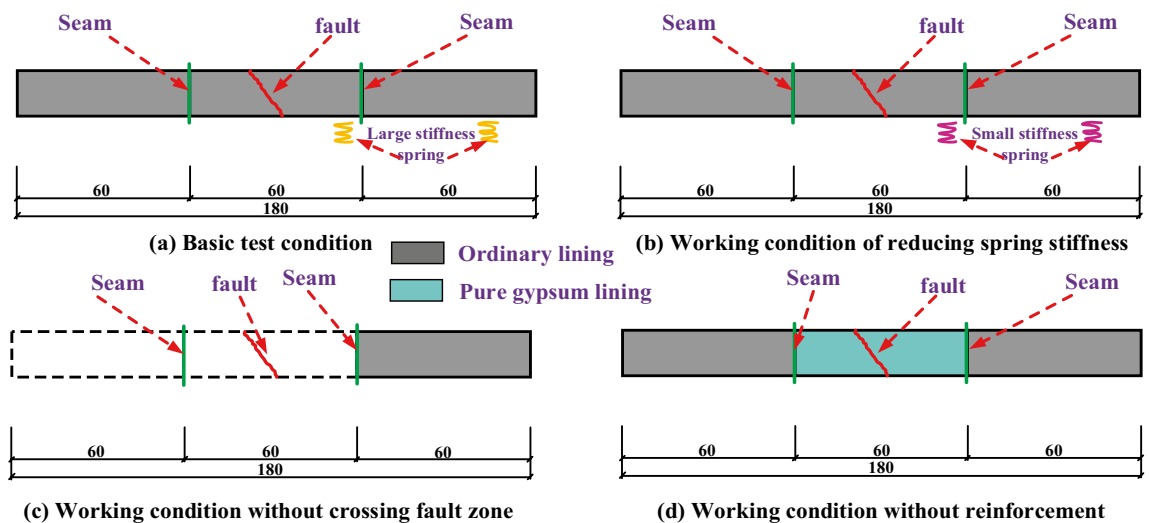 Seam
fault
Seam
Large stiffness
spring
60
60
60
180
(a) Basic test condition
Seam
fault
Seam
Small stiffness
spring
60
60
60
180
(b) Working condition of reducing spring stiffness
Ordinary lining
Pure gypsum lining
Seam
fault
Seam
60
60
60
180
(c) Working condition without crossing fault zone
Seam
fault
Seam
60
60
60
180
(d) Working condition without reinforcement